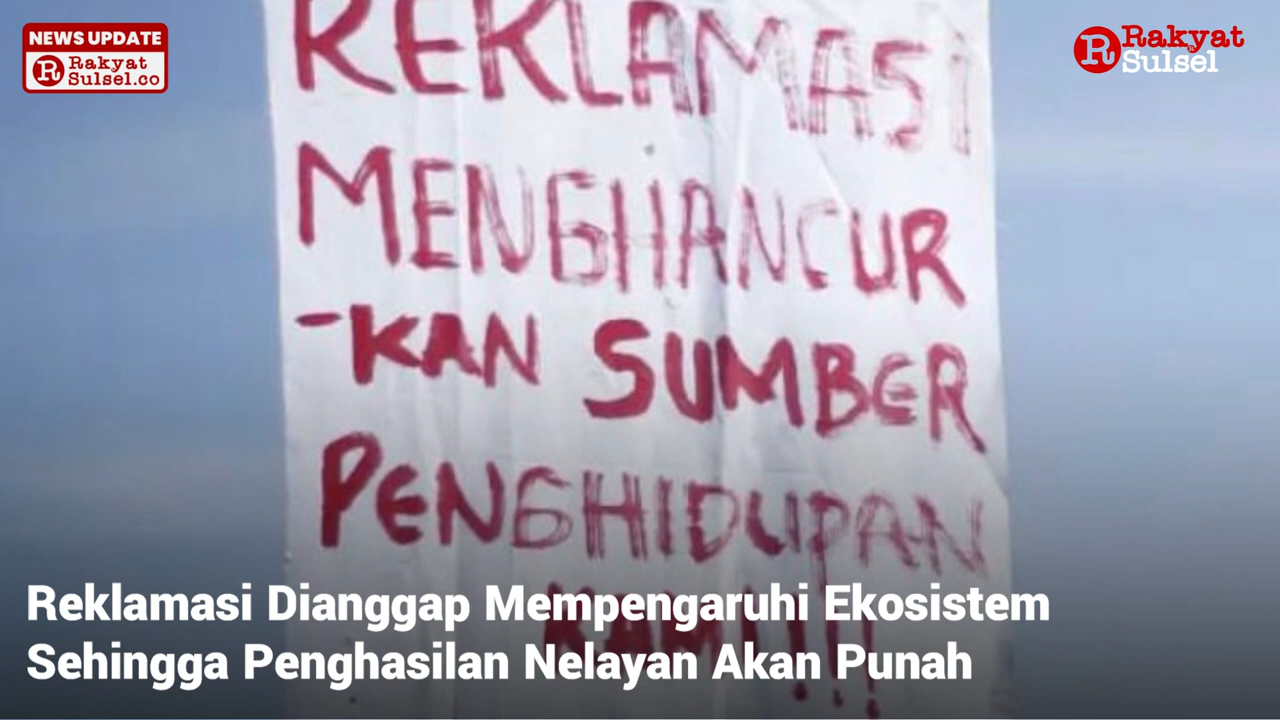 NEWS UPDATE
R Rakyat
Sulsel.co
R Rakyat
Sulsel
REKLAMASI
MENGHANCUR
-KAN SUMBER
PENGHIDUPAN
KAMI!!!
Reklamasi Dianggap Mempengaruhi Ekosistem
Sehingga Penghasilan Nelayan Akan Punah